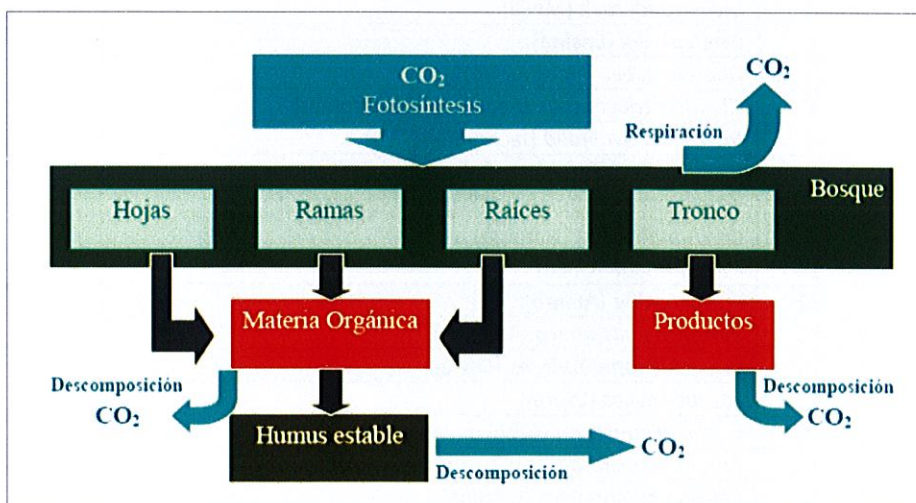 CO₂
Fotosíntesis
CO₂
Respiración
Bosque
Hojas
Ramas
Raíces
Tronco
Materia Orgánica
Productos
Descomposición
CO₂
Descomposición
CO₂
Humus estable
CO₂
Descomposición